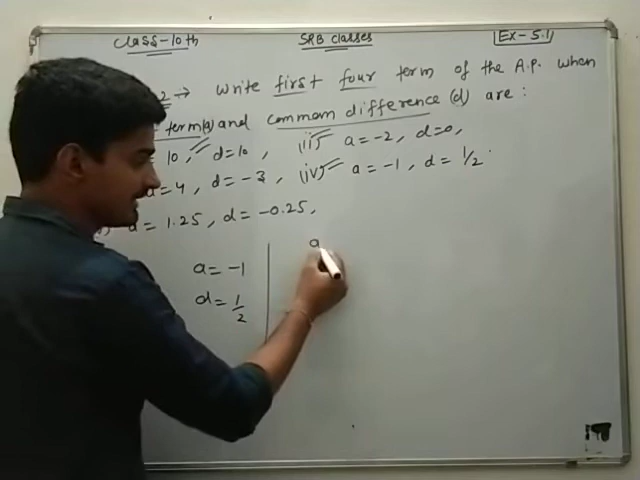 Class-10th SRB Classes Ex-5.1
2 → Write first four term of the A.P. when
term(a) and common difference (d) are:
10, d=10, (ii) a=-2, d=0,
a=4, d=-3, (iv) a=-1, d=1/2
a=1.25, d=-0.25,
a=-1
d=1/2
a